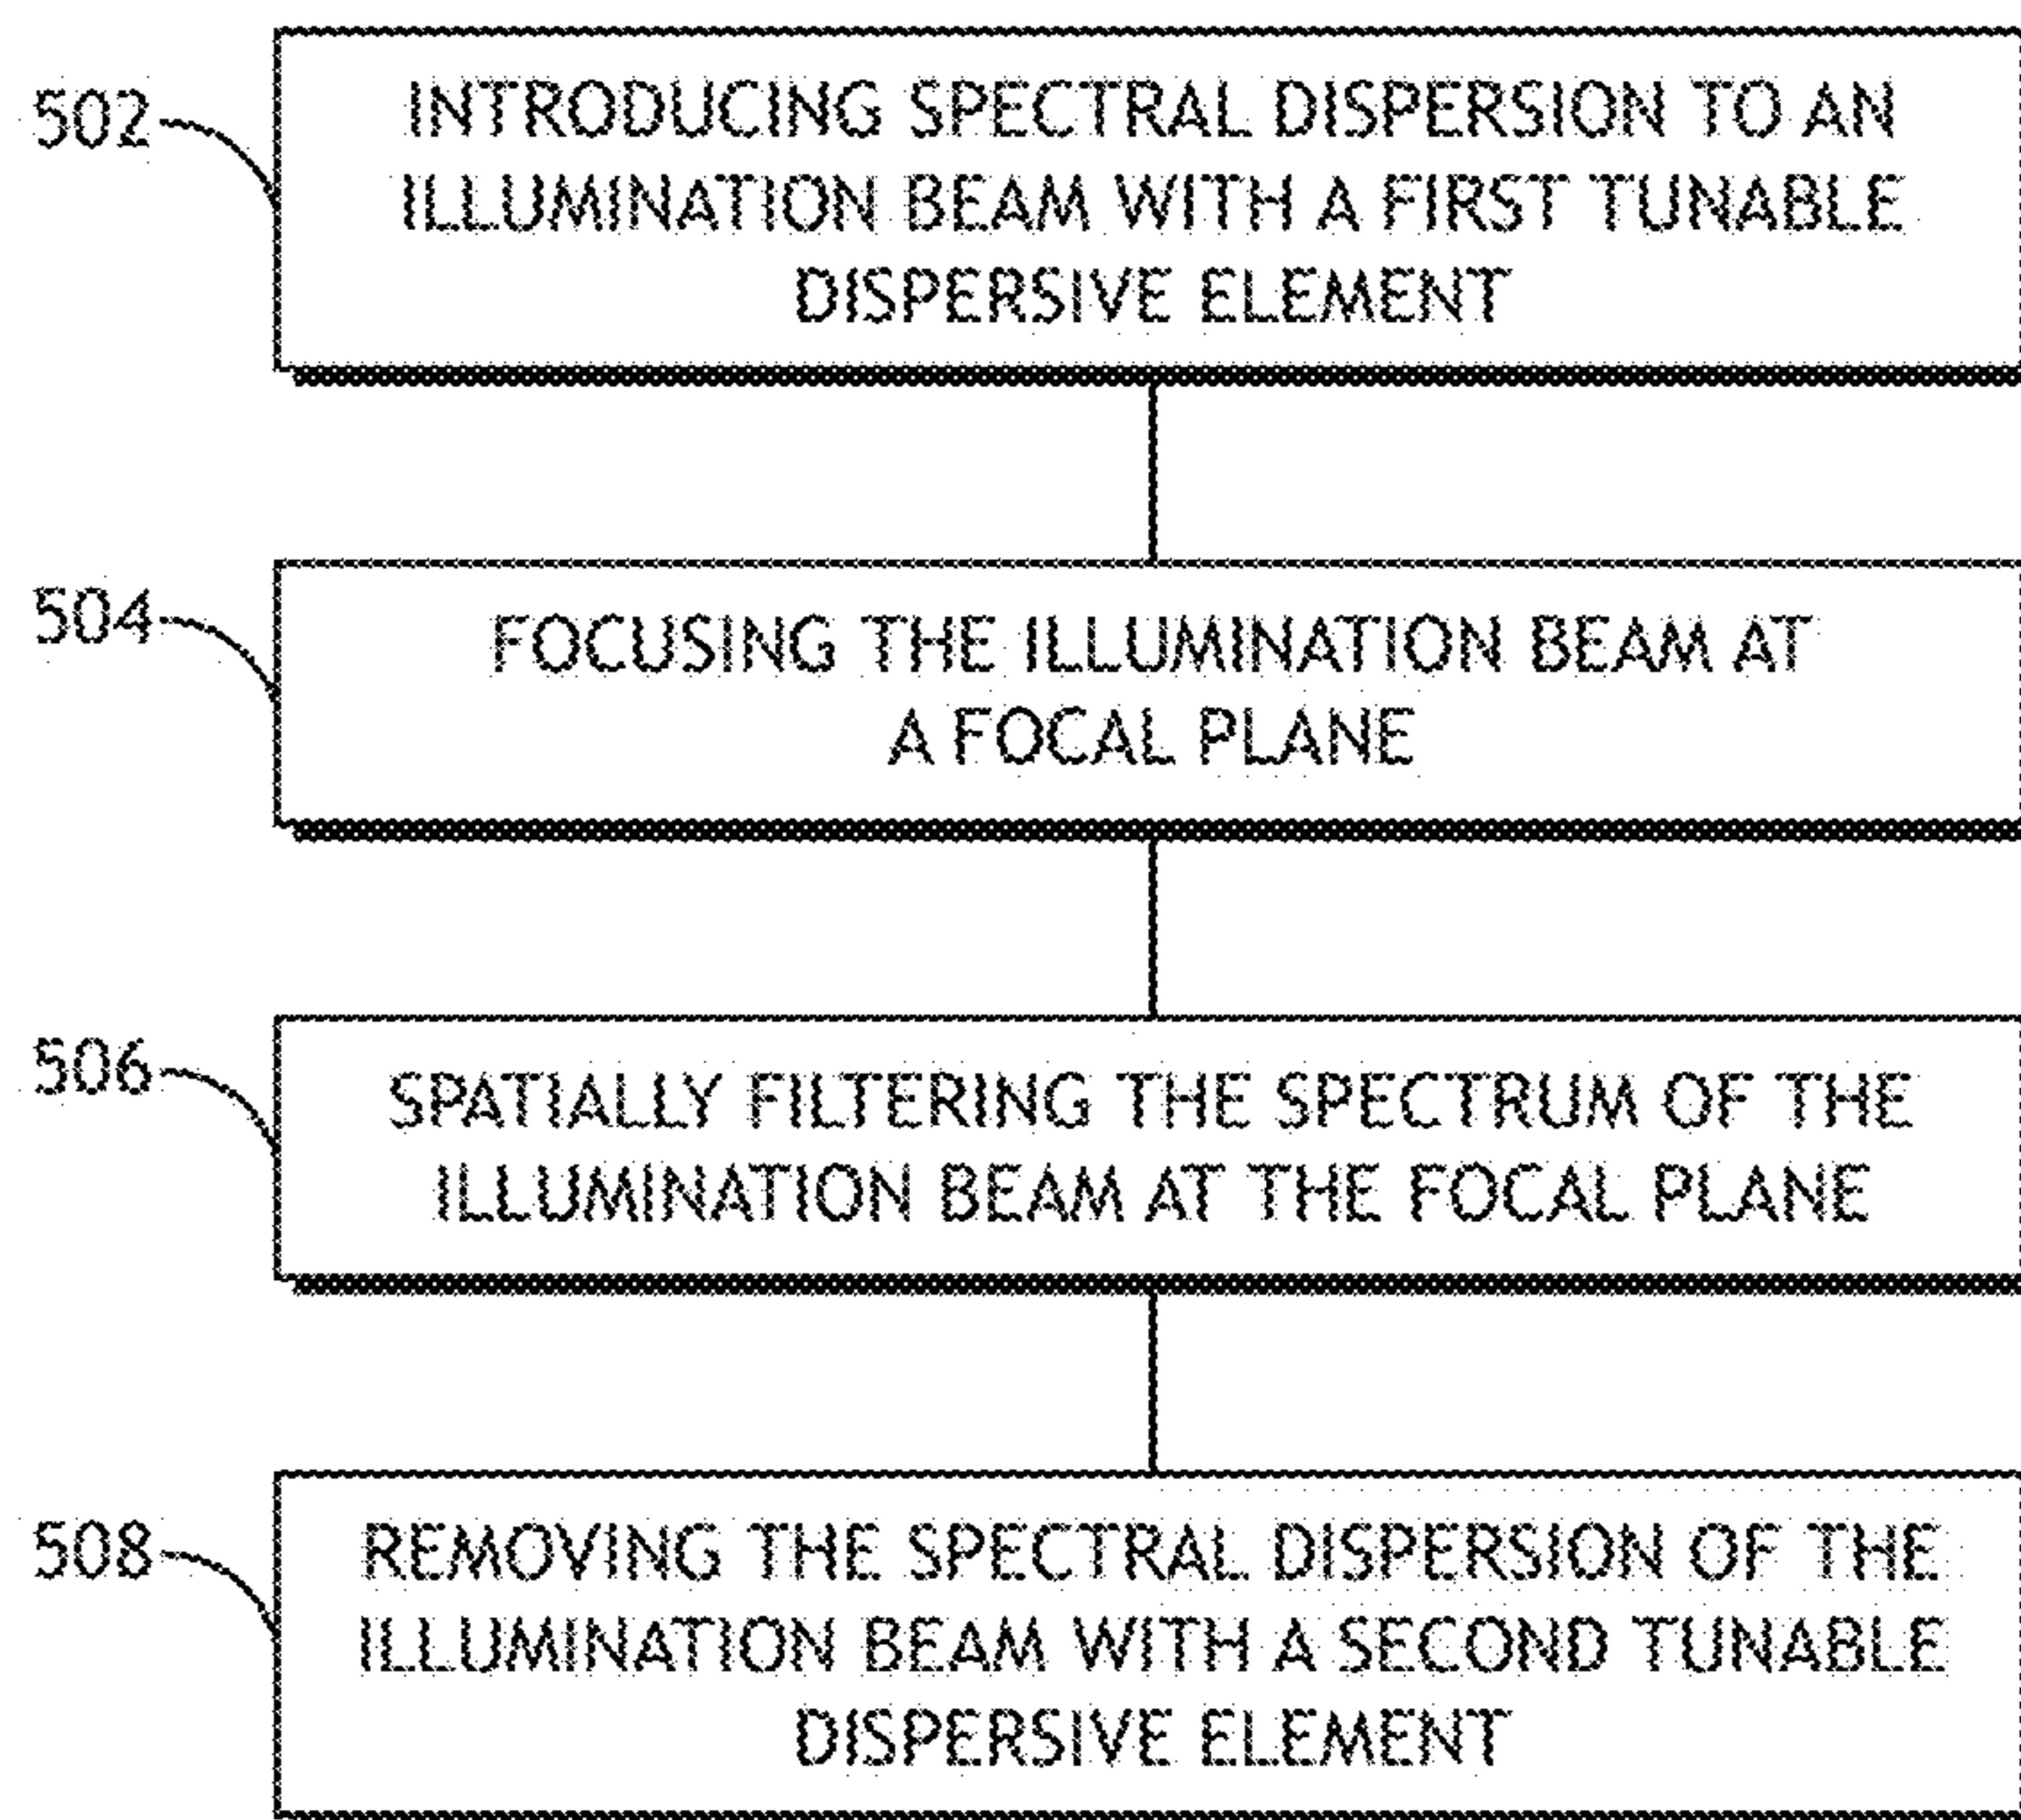 502
INTRODUCING SPECTRAL DISPERSION TO AN
ILLUMINATION BEAM WITH A FIRST TUNABLE
DISPERSIVE ELEMENT
504
FOCUSING THE ILLUMINATION BEAM AT
A FOCAL PLANE
506
SPATIALLY FILTERING THE SPECTRUM OF THE
ILLUMINATION BEAM AT THE FOCAL PLANE
508
REMOVING THE SPECTRAL DISPERSION OF THE
ILLUMINATION BEAM WITH A SECOND TUNABLE
DISPERSIVE ELEMENT